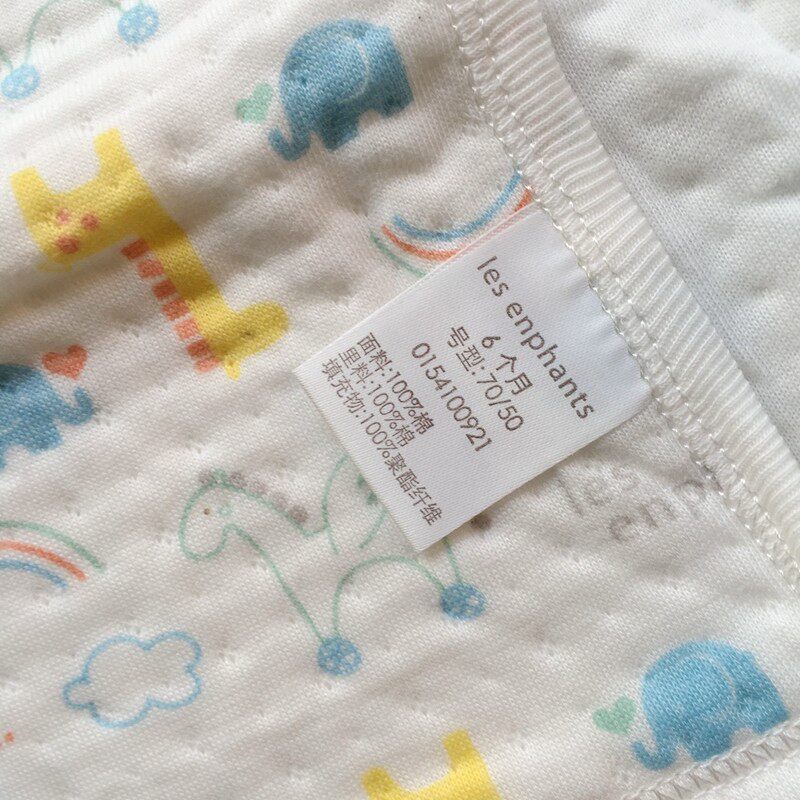 les enphants
6个月
号型:70/50
0154100921
面料:100%棉
里料:100%棉
填充物:100%聚酯纤维